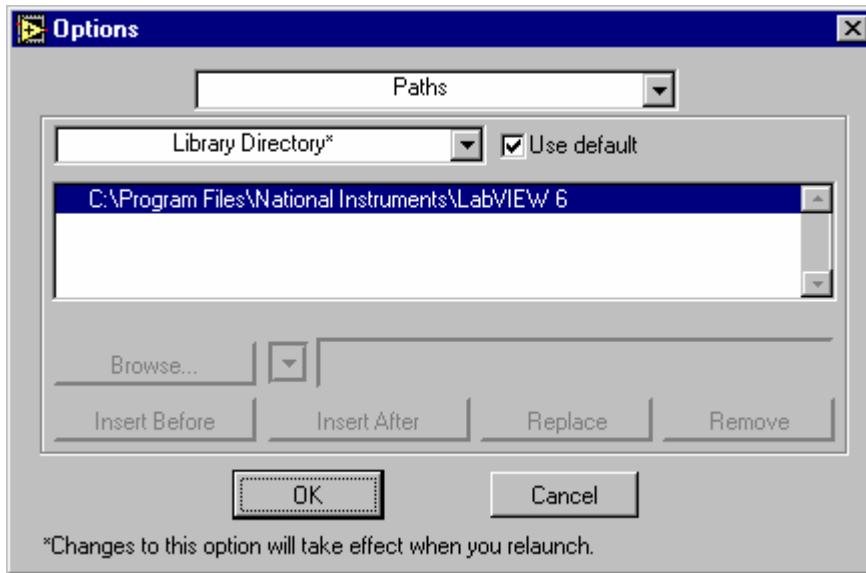 Options
Paths
Library Directory*
Use default
C:\Program Files\National Instruments\LabVIEW 6
Browse...
Insert Before
Insert After
Replace
Remove
OK
Cancel
*Changes to this option will take effect when you relaunch.